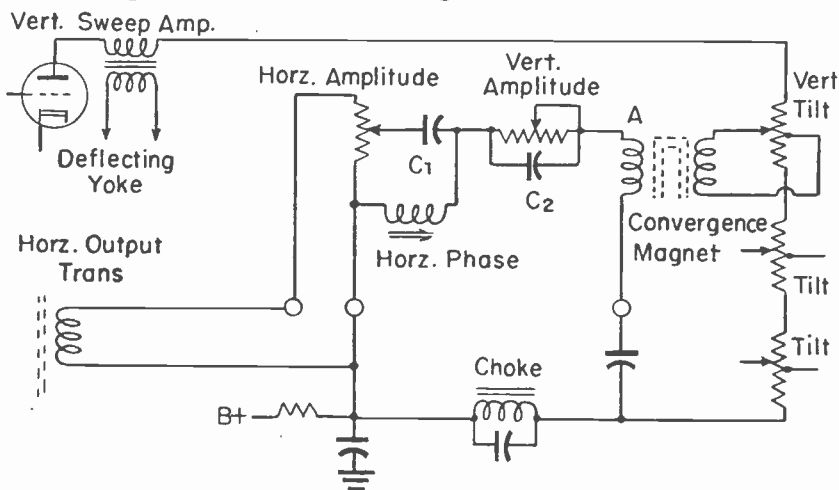 Vert. Sweep Amp.
Deflecting
Yoke
Horz. Amplitude
C1
Vert.
Amplitude
C2
A
Vert
Tilt
Horz. Phase
Convergence
Magnet
Tilt
Horz. Output
Trans
Tilt
Choke
B+